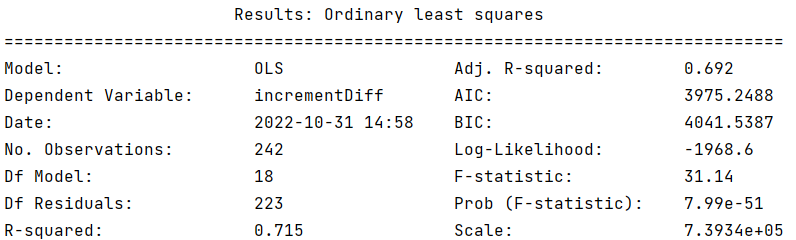 Results: Ordinary least squares
==============================================================================
Model: OLS Adj. R-squared: 0.692
Dependent Variable: incrementDiff AIC: 3975.2488
Date: 2022-10-31 14:58 BIC: 4041.5387
No. Observations: 242 Log-Likelihood: -1968.6
Df Model: 18 F-statistic: 31.14
Df Residuals: 223 Prob (F-statistic): 7.99e-51
R-squared: 0.715 Scale: 7.3934e+05